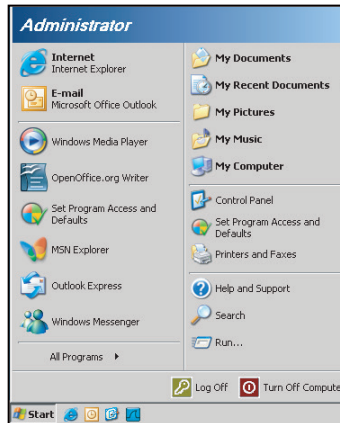 Administrator
Internet
Internet Explorer
E-mail
Microsoft Office Outlook
Windows Media Player
OpenOffice.org Writer
Set Program Access and
Defaults
MSN Explorer
Outlook Express
Windows Messenger
All Programs
My Documents
My Recent Documents
My Pictures
My Music
My Computer
Control Panel
Set Program Access and
Defaults
Printers and Faxes
Help and Support
Search
Run...
Log Off
Turn Off Compute
Start